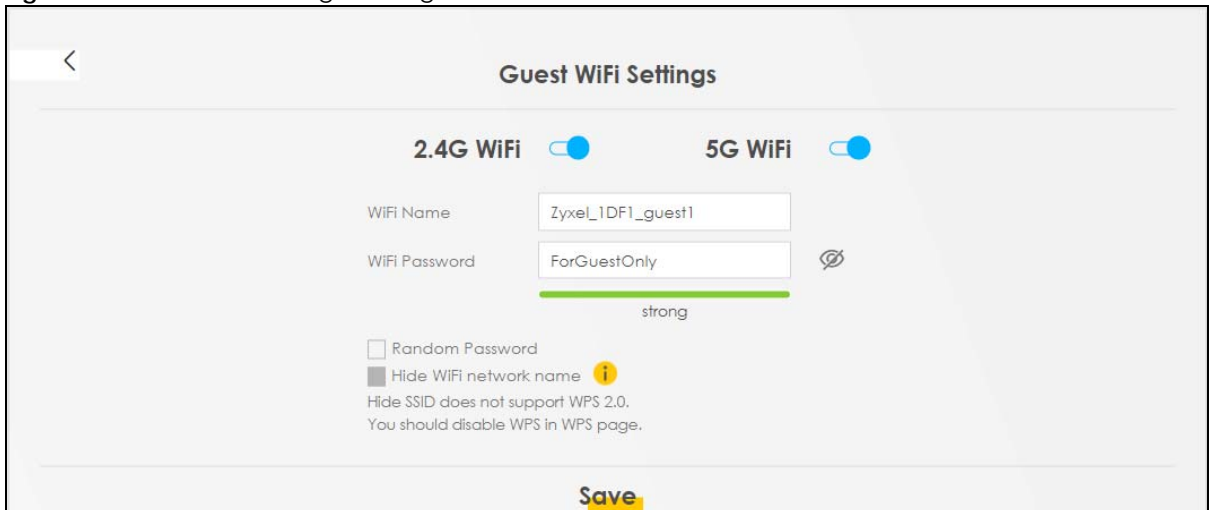 Guest WiFi Settings
2.4G WiFi 5G WiFi
WiFi Name Zyxel_1DF1_guest1
WiFi Password ForGuestOnly
strong
Random Password
Hide WiFi network name i
Hide SSID does not support WPS 2.0.
You should disable WPS in WPS page.
Save